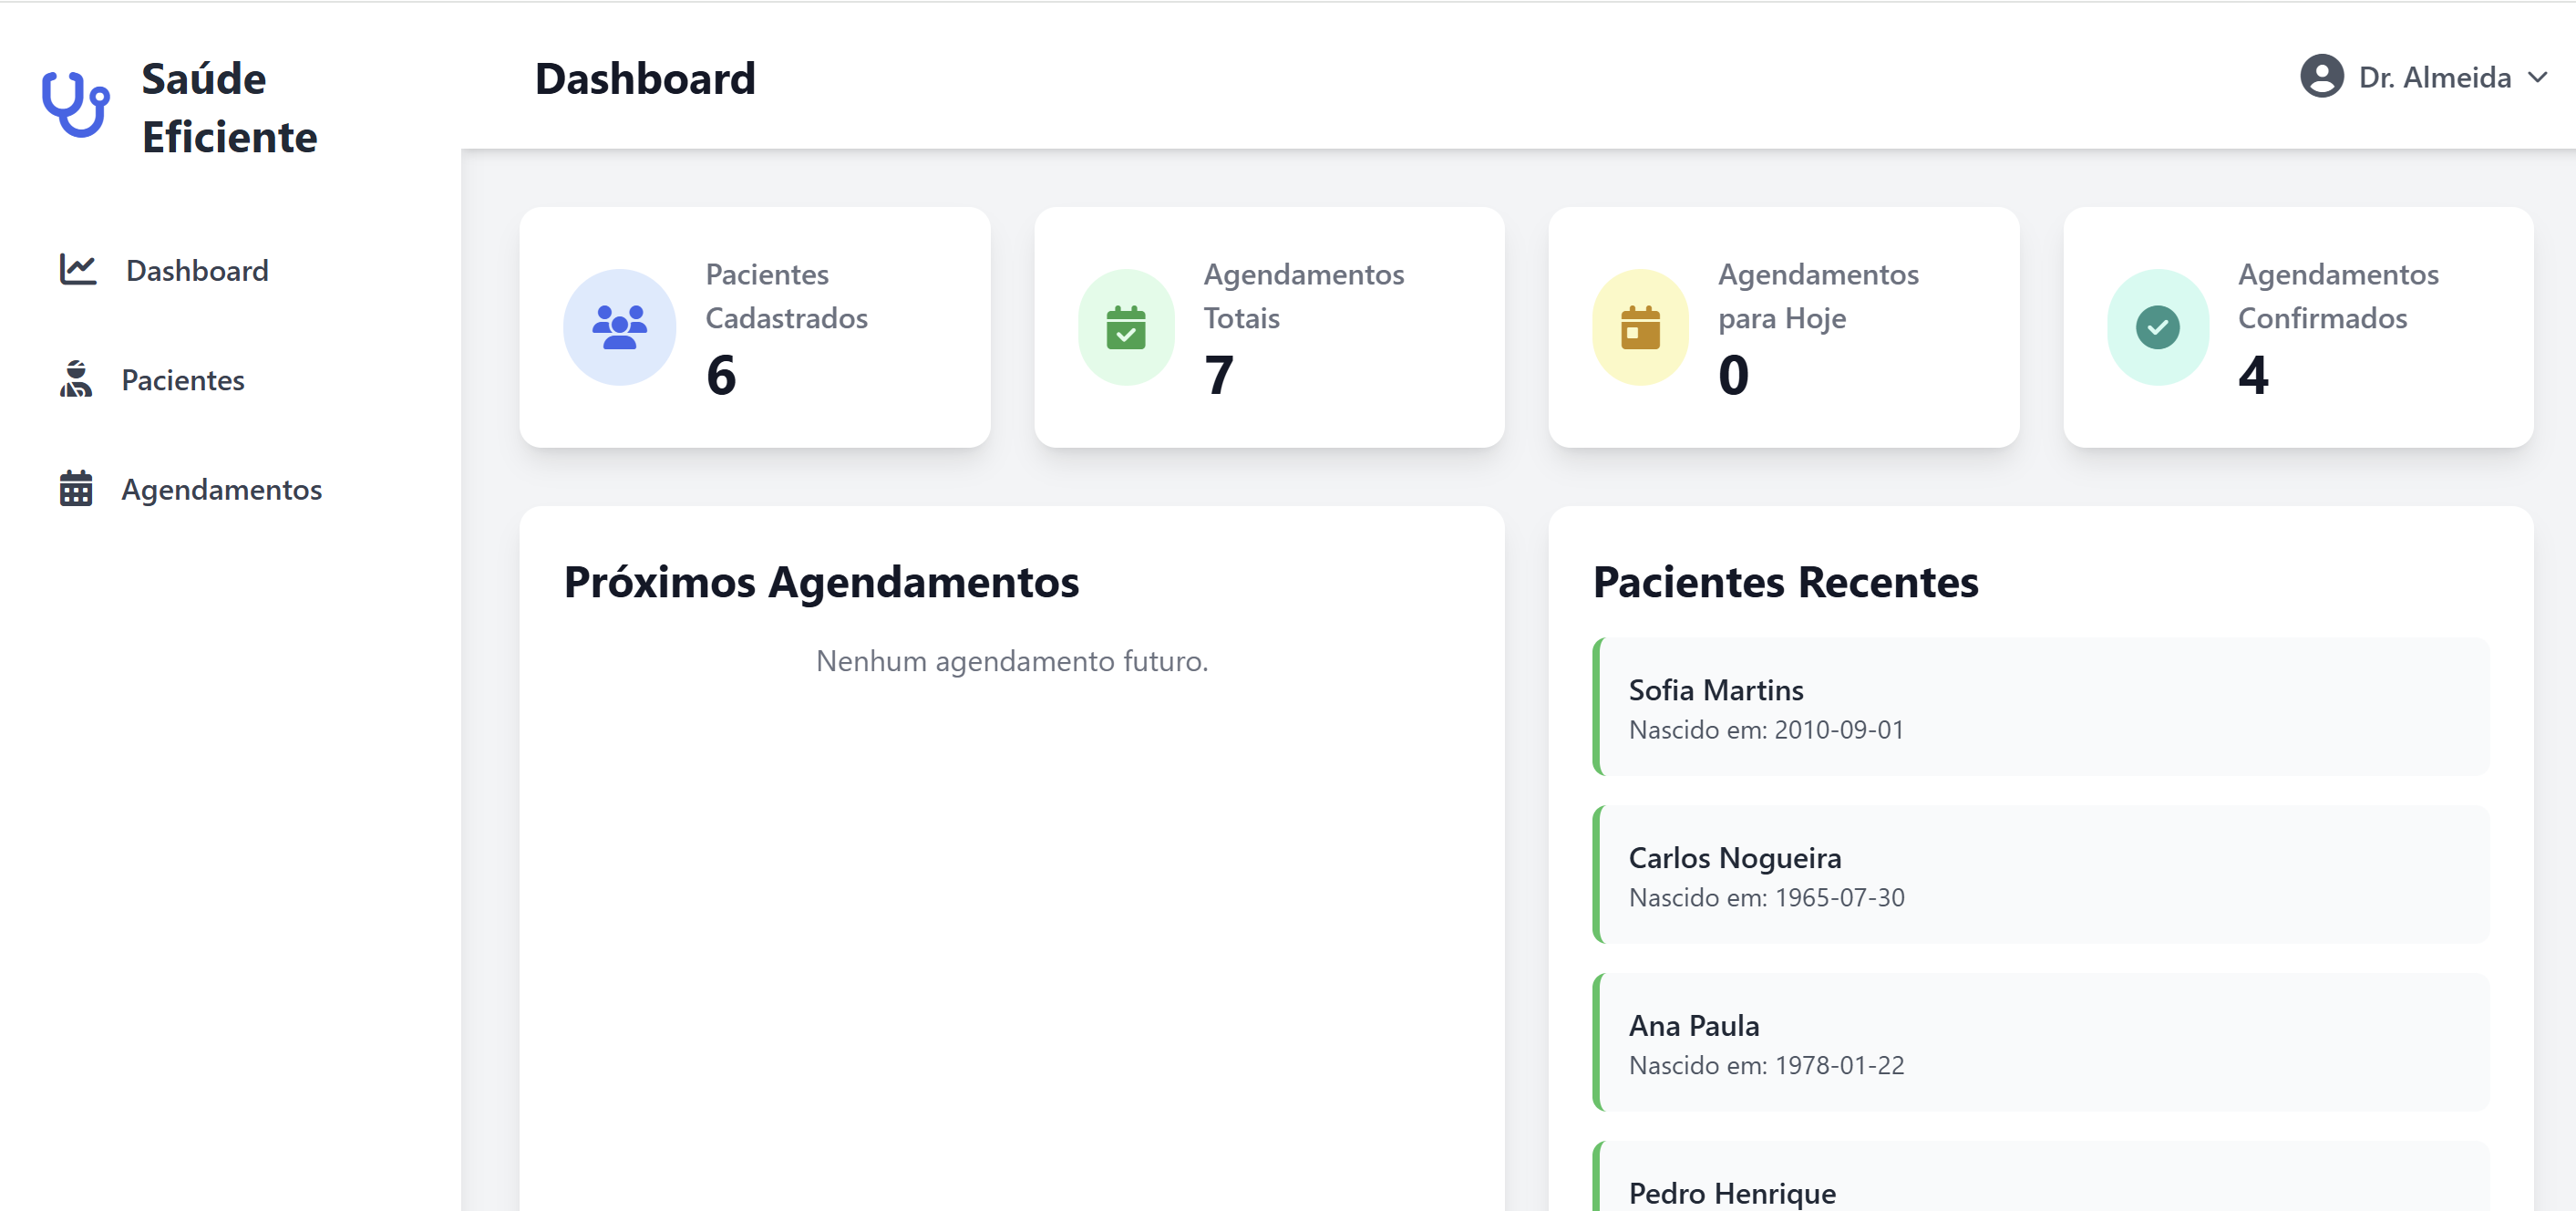 Saúde
Eficiente
Dashboard
Pacientes
Agendamentos
Dashboard
Dr. Almeida
Pacientes
Cadastrados
6
Agendamentos
Totais
7
Agendamentos
para Hoje
0
Agendamentos
Confirmados
4
Próximos Agendamentos
Nenhum agendamento futuro.
Pacientes Recentes
Sofia Martins
Nascido em: 2010-09-01
Carlos Nogueira
Nascido em: 1965-07-30
Ana Paula
Nascido em: 1978-01-22
Pedro Henrique